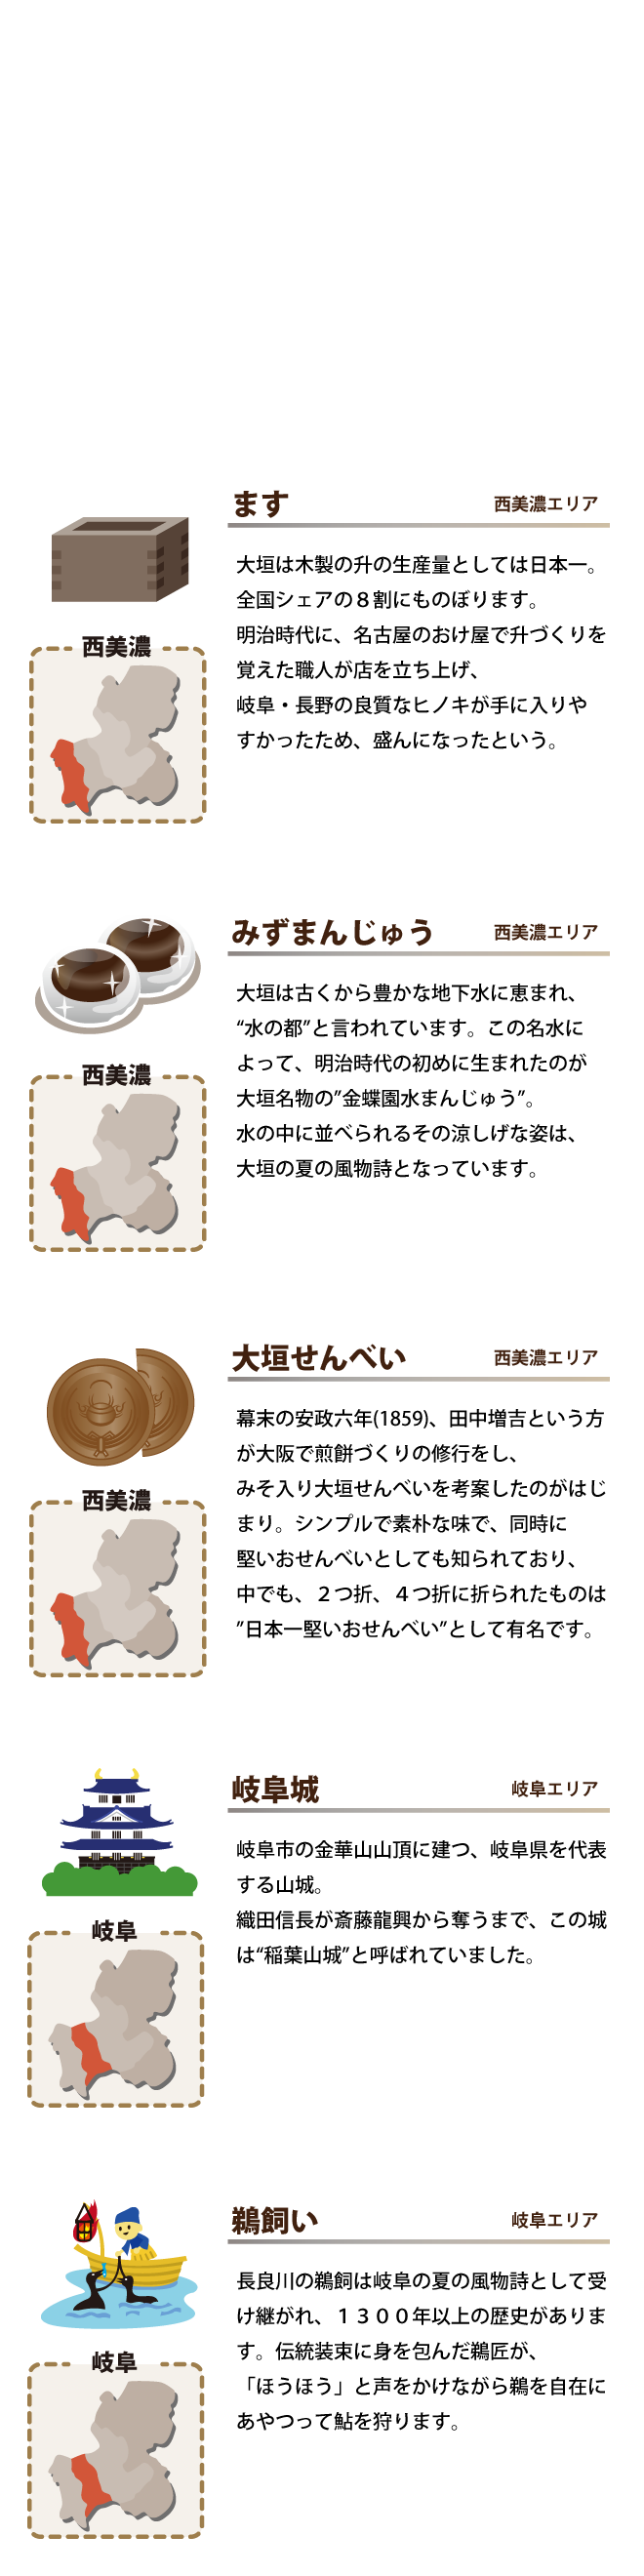 ます
西美濃エリア
大垣は木製の升の生産量としては日本一。
全国シェアの８割にものぼります。
明治時代に、名古屋のおけ屋で升づくりを
覚えた職人が店を立ち上げ、
岐阜・長野の良質なヒノキが手に入りや
すかったため、盛んになったという。
西美濃
みずまんじゅう
西美濃エリア
大垣は古くから豊かな地下水に恵まれ、
“水の都”と言われています。この名水に
よって、明治時代の初めに生まれたのが
大垣名物の”金蝶園水まんじゅう”。
水の中に並べられるその涼しげな姿は、
大垣の夏の風物詩となっています。
西美濃
大垣せんべい
西美濃エリア
幕末の安政六年(1859)、田中増吉という方
が大阪で煎餅づくりの修行をし、
みそ入り大垣せんべいを考案したのがはじ
まり。シンプルで素朴な味で、同時に
堅いおせんべいとしても知られており、
中でも、２つ折、４つ折に折られたものは
”日本一堅いおせんべい”として有名です。
西美濃
岐阜城
岐阜エリア
岐阜市の金華山山頂に建つ、岐阜県を代表
する山城。
織田信長が斎藤龍興から奪うまで、この城
は“稲葉山城”と呼ばれていました。
岐阜
鵜飼い
岐阜エリア
長良川の鵜飼は岐阜の夏の風物詩として受
け継がれ、１３００年以上の歴史がありま
す。伝統装束に身を包んだ鵜匠が、
「ほうほう」と声をかけながら鵜を自在に
あやつって鮎を狩ります。
岐阜